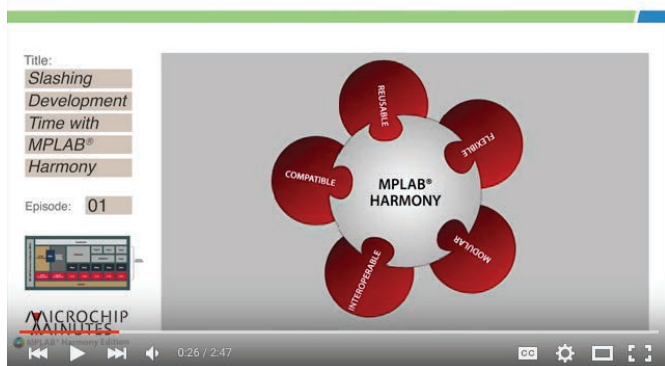 Title:
Slashing
Development
Time with
MPLAB®
Harmony
Episode: 01
REUSABLE
FLEXIBLE
COMPATIBLE
MPLAB®
HARMONY
MODULAR
INTEROPERABLE
MICROCHIP
MINUTES
MPLAB® Harmony Edition
0:26 / 2:47
CC